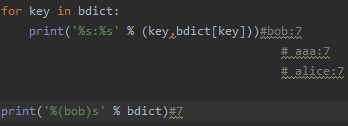 for key in bdict:
    print('%s:%s' % (key,bdict[key]))#bob:7
                                    # aaa:7
                                    # alice:7
print('%(bob)s' % bdict)#7